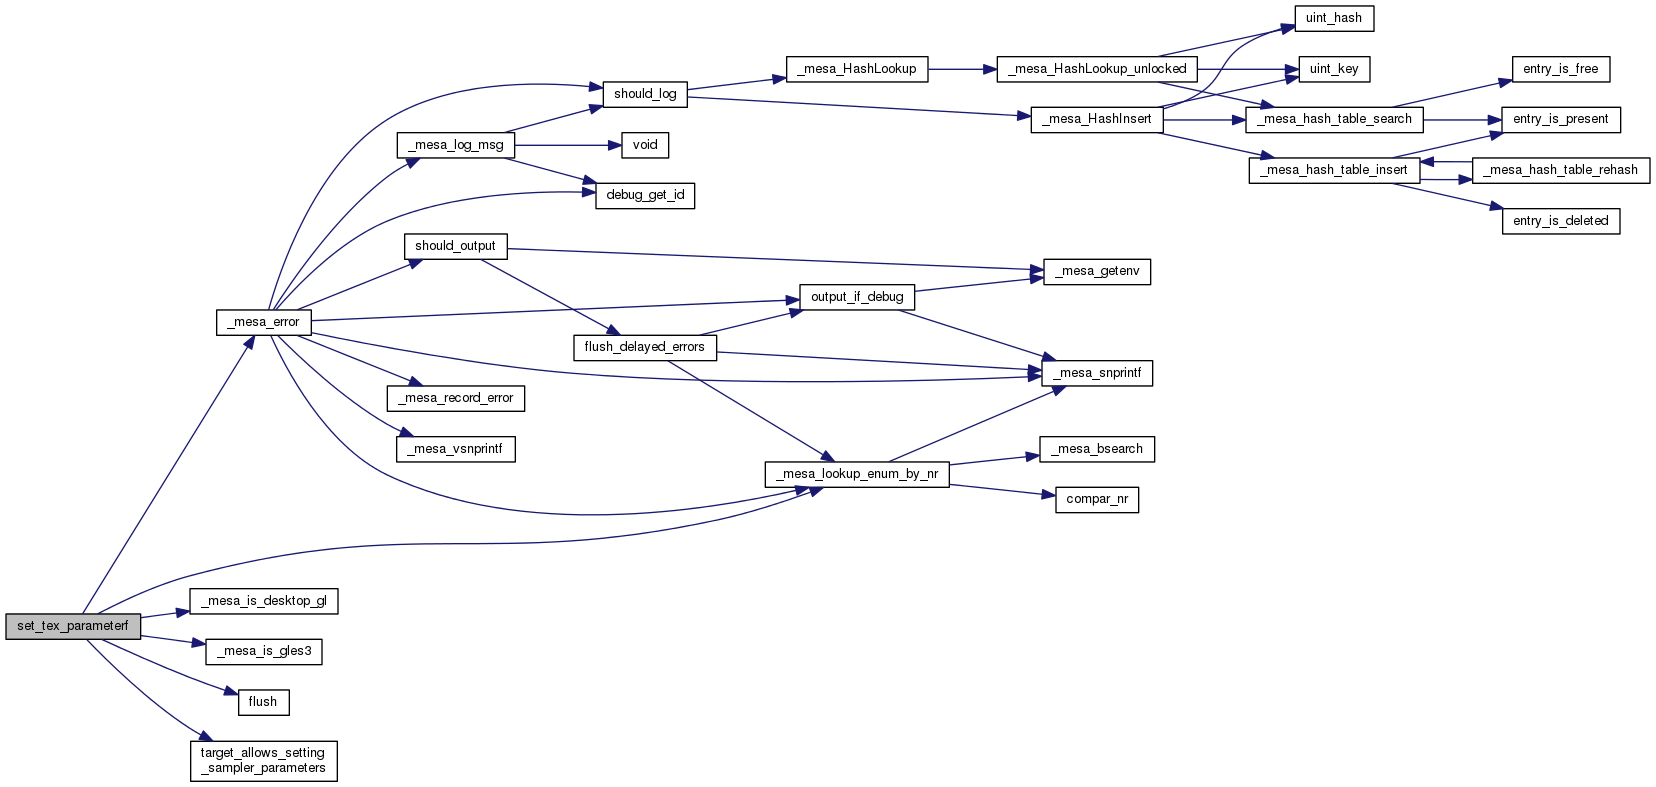 uint_hash
_mesa_HashLookup
_mesa_HashLookup_unlocked
uint_key
entry_is_free
should_log
_mesa_HashInsert
_mesa_hash_table_search
entry_is_present
_mesa_log_msg
void
_mesa_hash_table_insert
_mesa_hash_table_rehash
debug_get_id
entry_is_deleted
should_output
_mesa_getenv
output_if_debug
_mesa_error
flush_delayed_errors
_mesa_snprintf
_mesa_record_error
_mesa_vsnprintf
_mesa_bsearch
_mesa_lookup_enum_by_nr
compar_nr
_mesa_is_desktop_gl
set_tex_parameterf
_mesa_is_gles3
flush
target_allows_setting
_sampler_parameters